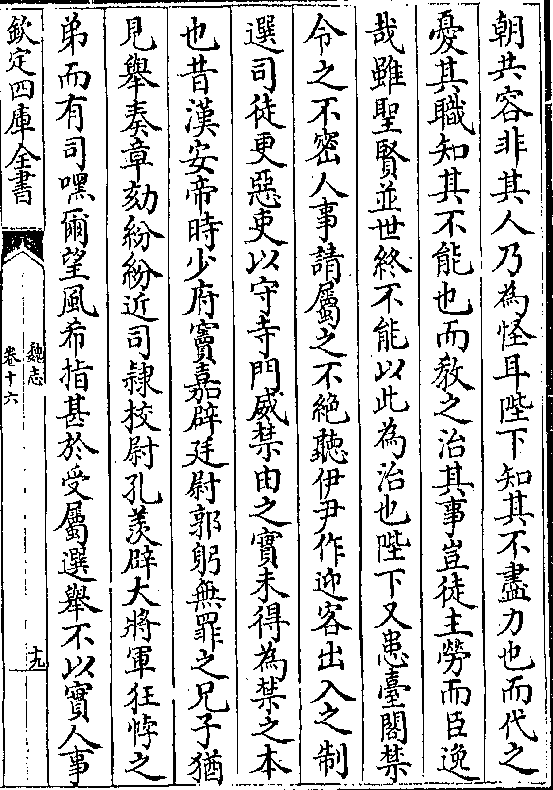 朝共容非其人乃為怪耳陛下知其不盡力也而代之
憂其職知其不能也而教之治其事豈徒主勞而臣逸
哉雖聖賢並世終不能以此為治也陛下又患臺閣禁
令之不密人事請屬之不絶聽伊尹作迎客出入之制
選司徒更惡吏以守寺門威禁由之實未得為禁之本
也昔漢安帝時少府竇嘉辟廷尉郭躬無罪之兄子猶
見舉奏章劾紛紛近司隷校尉孔羨辟大將軍狂悖之
弟而有司嘿爾望風希指甚於受屬選舉不以實人事
欽定四庫全書
魏志
卷十六
十九